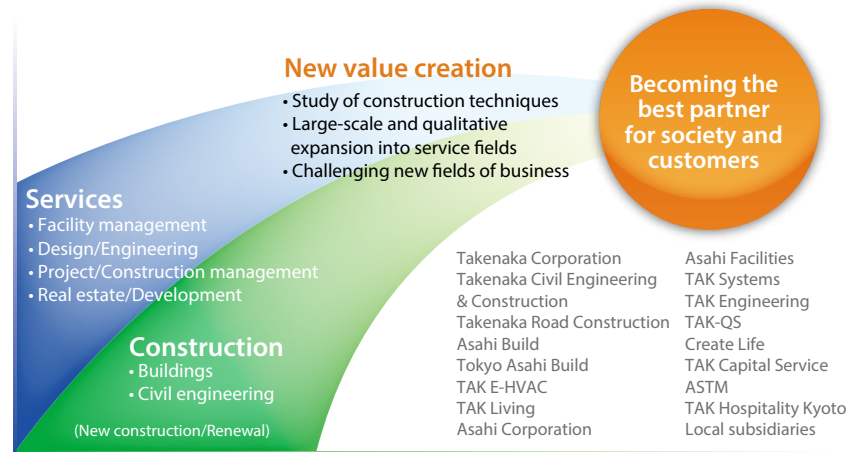 New value creation
• Study of construction techniques
• Large-scale and qualitative
expansion into service fields
• Challenging new fields of business
Becoming the
best partner
for society and
customers
Services
• Facility management
• Design/Engineering
• Project/Construction management
• Real estate/Development
Construction
• Buildings
• Civil engineering
(New construction/Renewal)
Takenaka Corporation
Takenaka Civil Engineering
& Construction
Takenaka Road Construction
Asahi Build
Tokyo Asahi Build
TAK E-HVAC
TAK Living
Asahi Corporation
Asahi Facilities
TAK Systems
TAK Engineering
TAK-QS
Create Life
TAK Capital Service
ASTM
TAK Hospitality Kyoto
Local subsidiaries